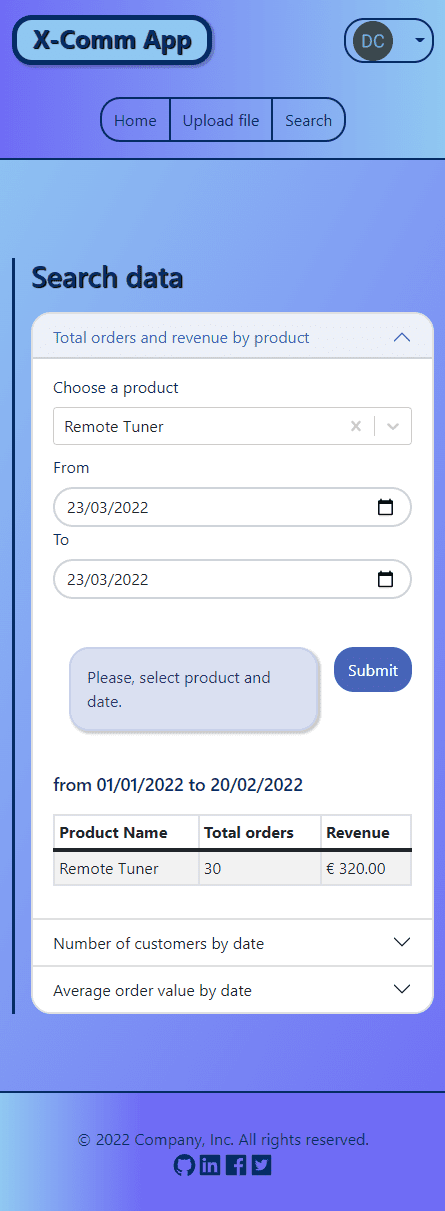 X-Comm App
DC
Home
Upload file
Search
Search data
Total orders and revenue by product
Choose a product
Remote Tuner
From
23/03/2022
To
23/03/2022
Please, select product and
date.
Submit
from 01/01/2022 to 20/02/2022
Product Name Total orders Revenue
Remote Tuner 30 € 320.00
Number of customers by date
Average order value by date
© 2022 Company, Inc. All rights reserved.